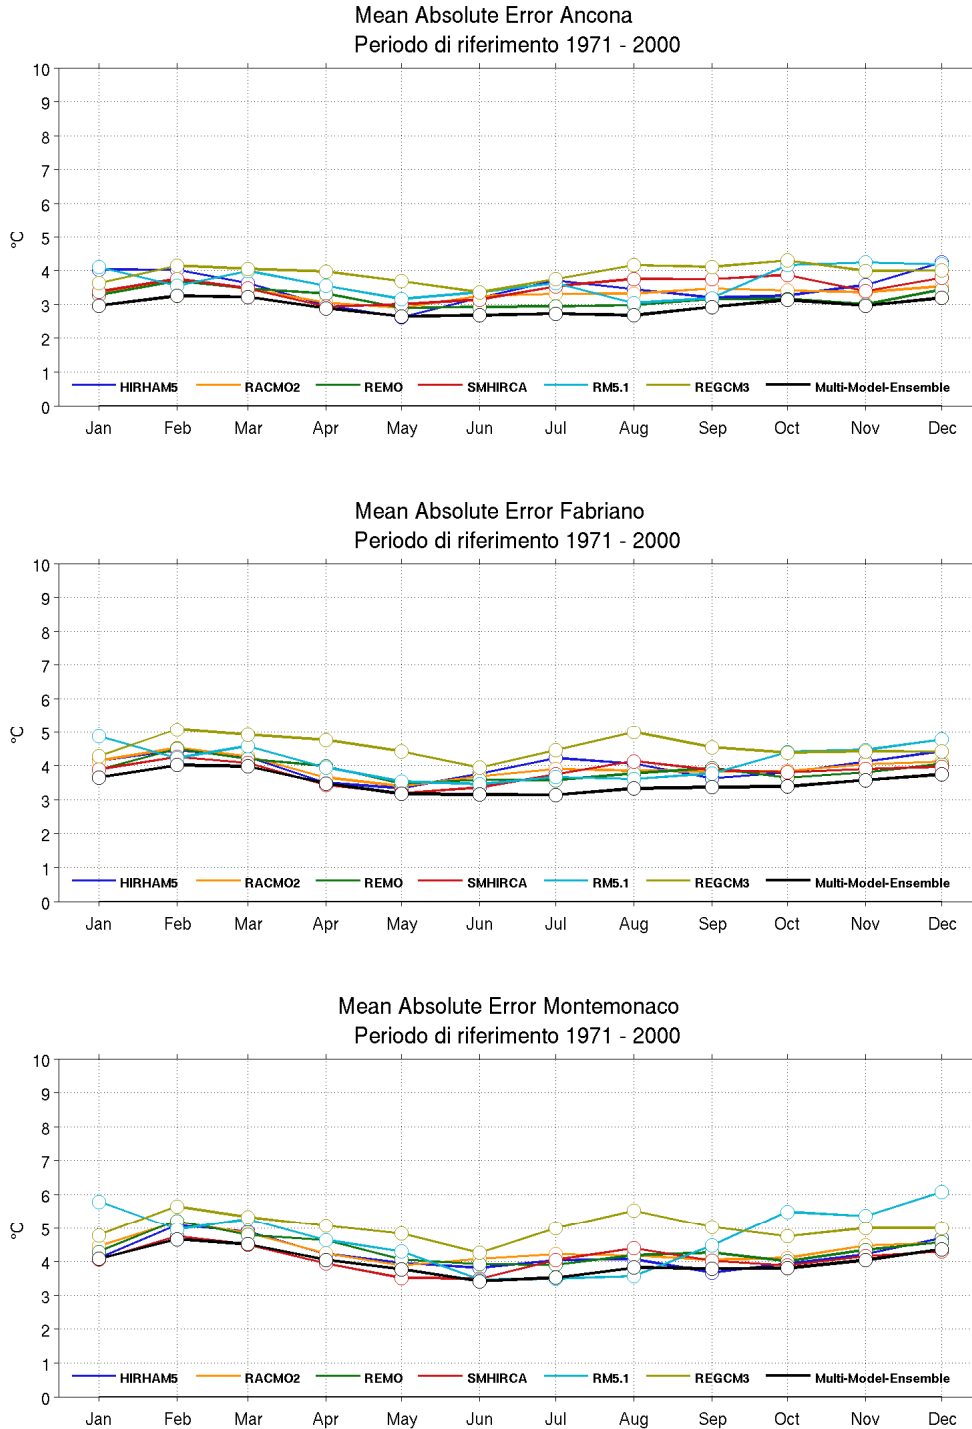 Mean Absolute Error Ancona
Periodo di riferimento 1971 - 2000
10
9
8
7
6
5
4
3
2
1
0
°C
HIRHAM5 RACMO2 REMO SMHIRCA RM5.1 REGCM3 Multi-Model-Ensemble
Jan Feb Mar Apr May Jun Jul Aug Sep Oct Nov Dec
Mean Absolute Error Fabriano
Periodo di riferimento 1971 - 2000
10
9
8
7
6
5
4
3
2
1
0
°C
HIRHAM5 RACMO2 REMO SMHIRCA RM5.1 REGCM3 Multi-Model-Ensemble
Jan Feb Mar Apr May Jun Jul Aug Sep Oct Nov Dec
Mean Absolute Error Montemonaco
Periodo di riferimento 1971 - 2000
10
9
8
7
6
5
4
3
2
1
0
°C
HIRHAM5 RACMO2 REMO SMHIRCA RM5.1 REGCM3 Multi-Model-Ensemble
Jan Feb Mar Apr May Jun Jul Aug Sep Oct Nov Dec